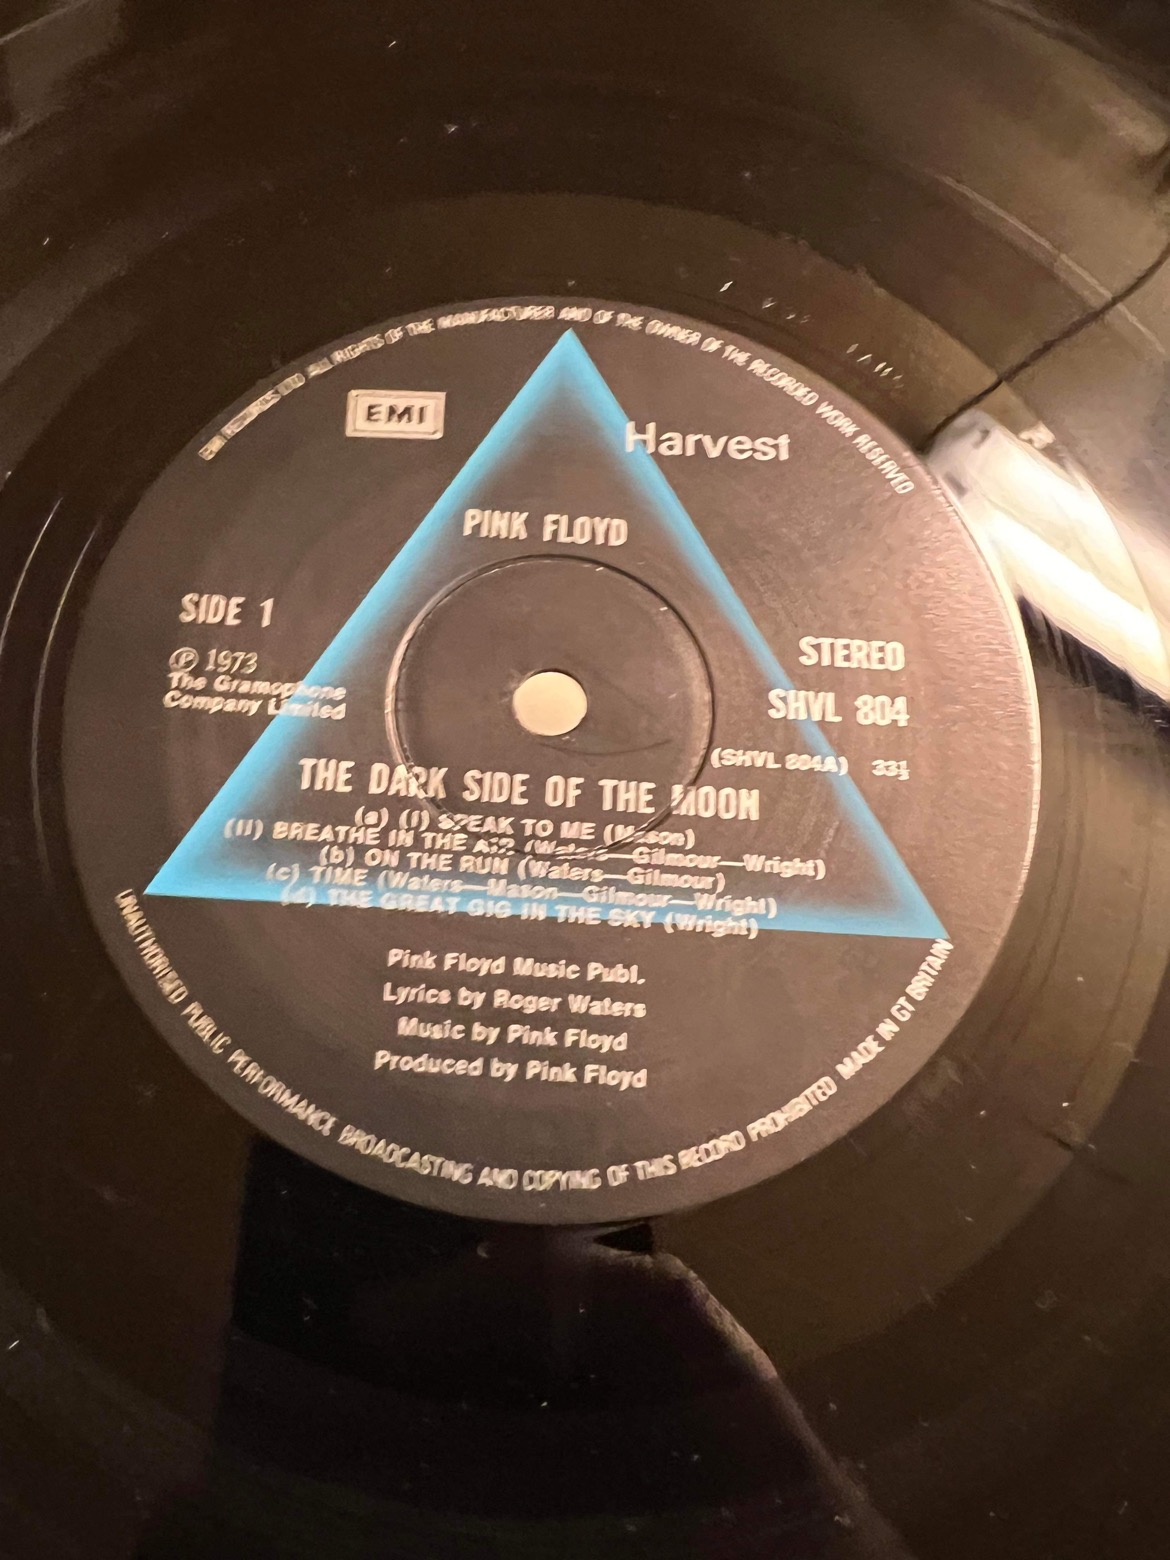 ALL RIGHTS OF THE MANUFACTURER AND OF THE OWNER OF THE RECORDED WORK RESERVED
EMI
Harvest
PINK FLOYD
SIDE 1
℗ 1973
The Gramophone
Company Limited
STEREO
SHVL 804
(SHVL 804A) 33⅓
THE DARK SIDE OF THE MOON
(a) (I) SPEAK TO ME (Mason)
(II) BREATHE IN THE AIR (Waters—Gilmour—Wright)
(b) ON THE RUN (Waters—Gilmour)
(c) TIME (Waters—Mason—Gilmour—Wright)
(d) THE GREAT GIG IN THE SKY (Wright)
Pink Floyd Music Publ.
Lyrics by Roger Waters
Music by Pink Floyd
Produced by Pink Floyd
UNAUTHORISED PUBLIC PERFORMANCE BROADCASTING AND COPYING OF THIS RECORD PROHIBITED MADE IN GT BRITAIN